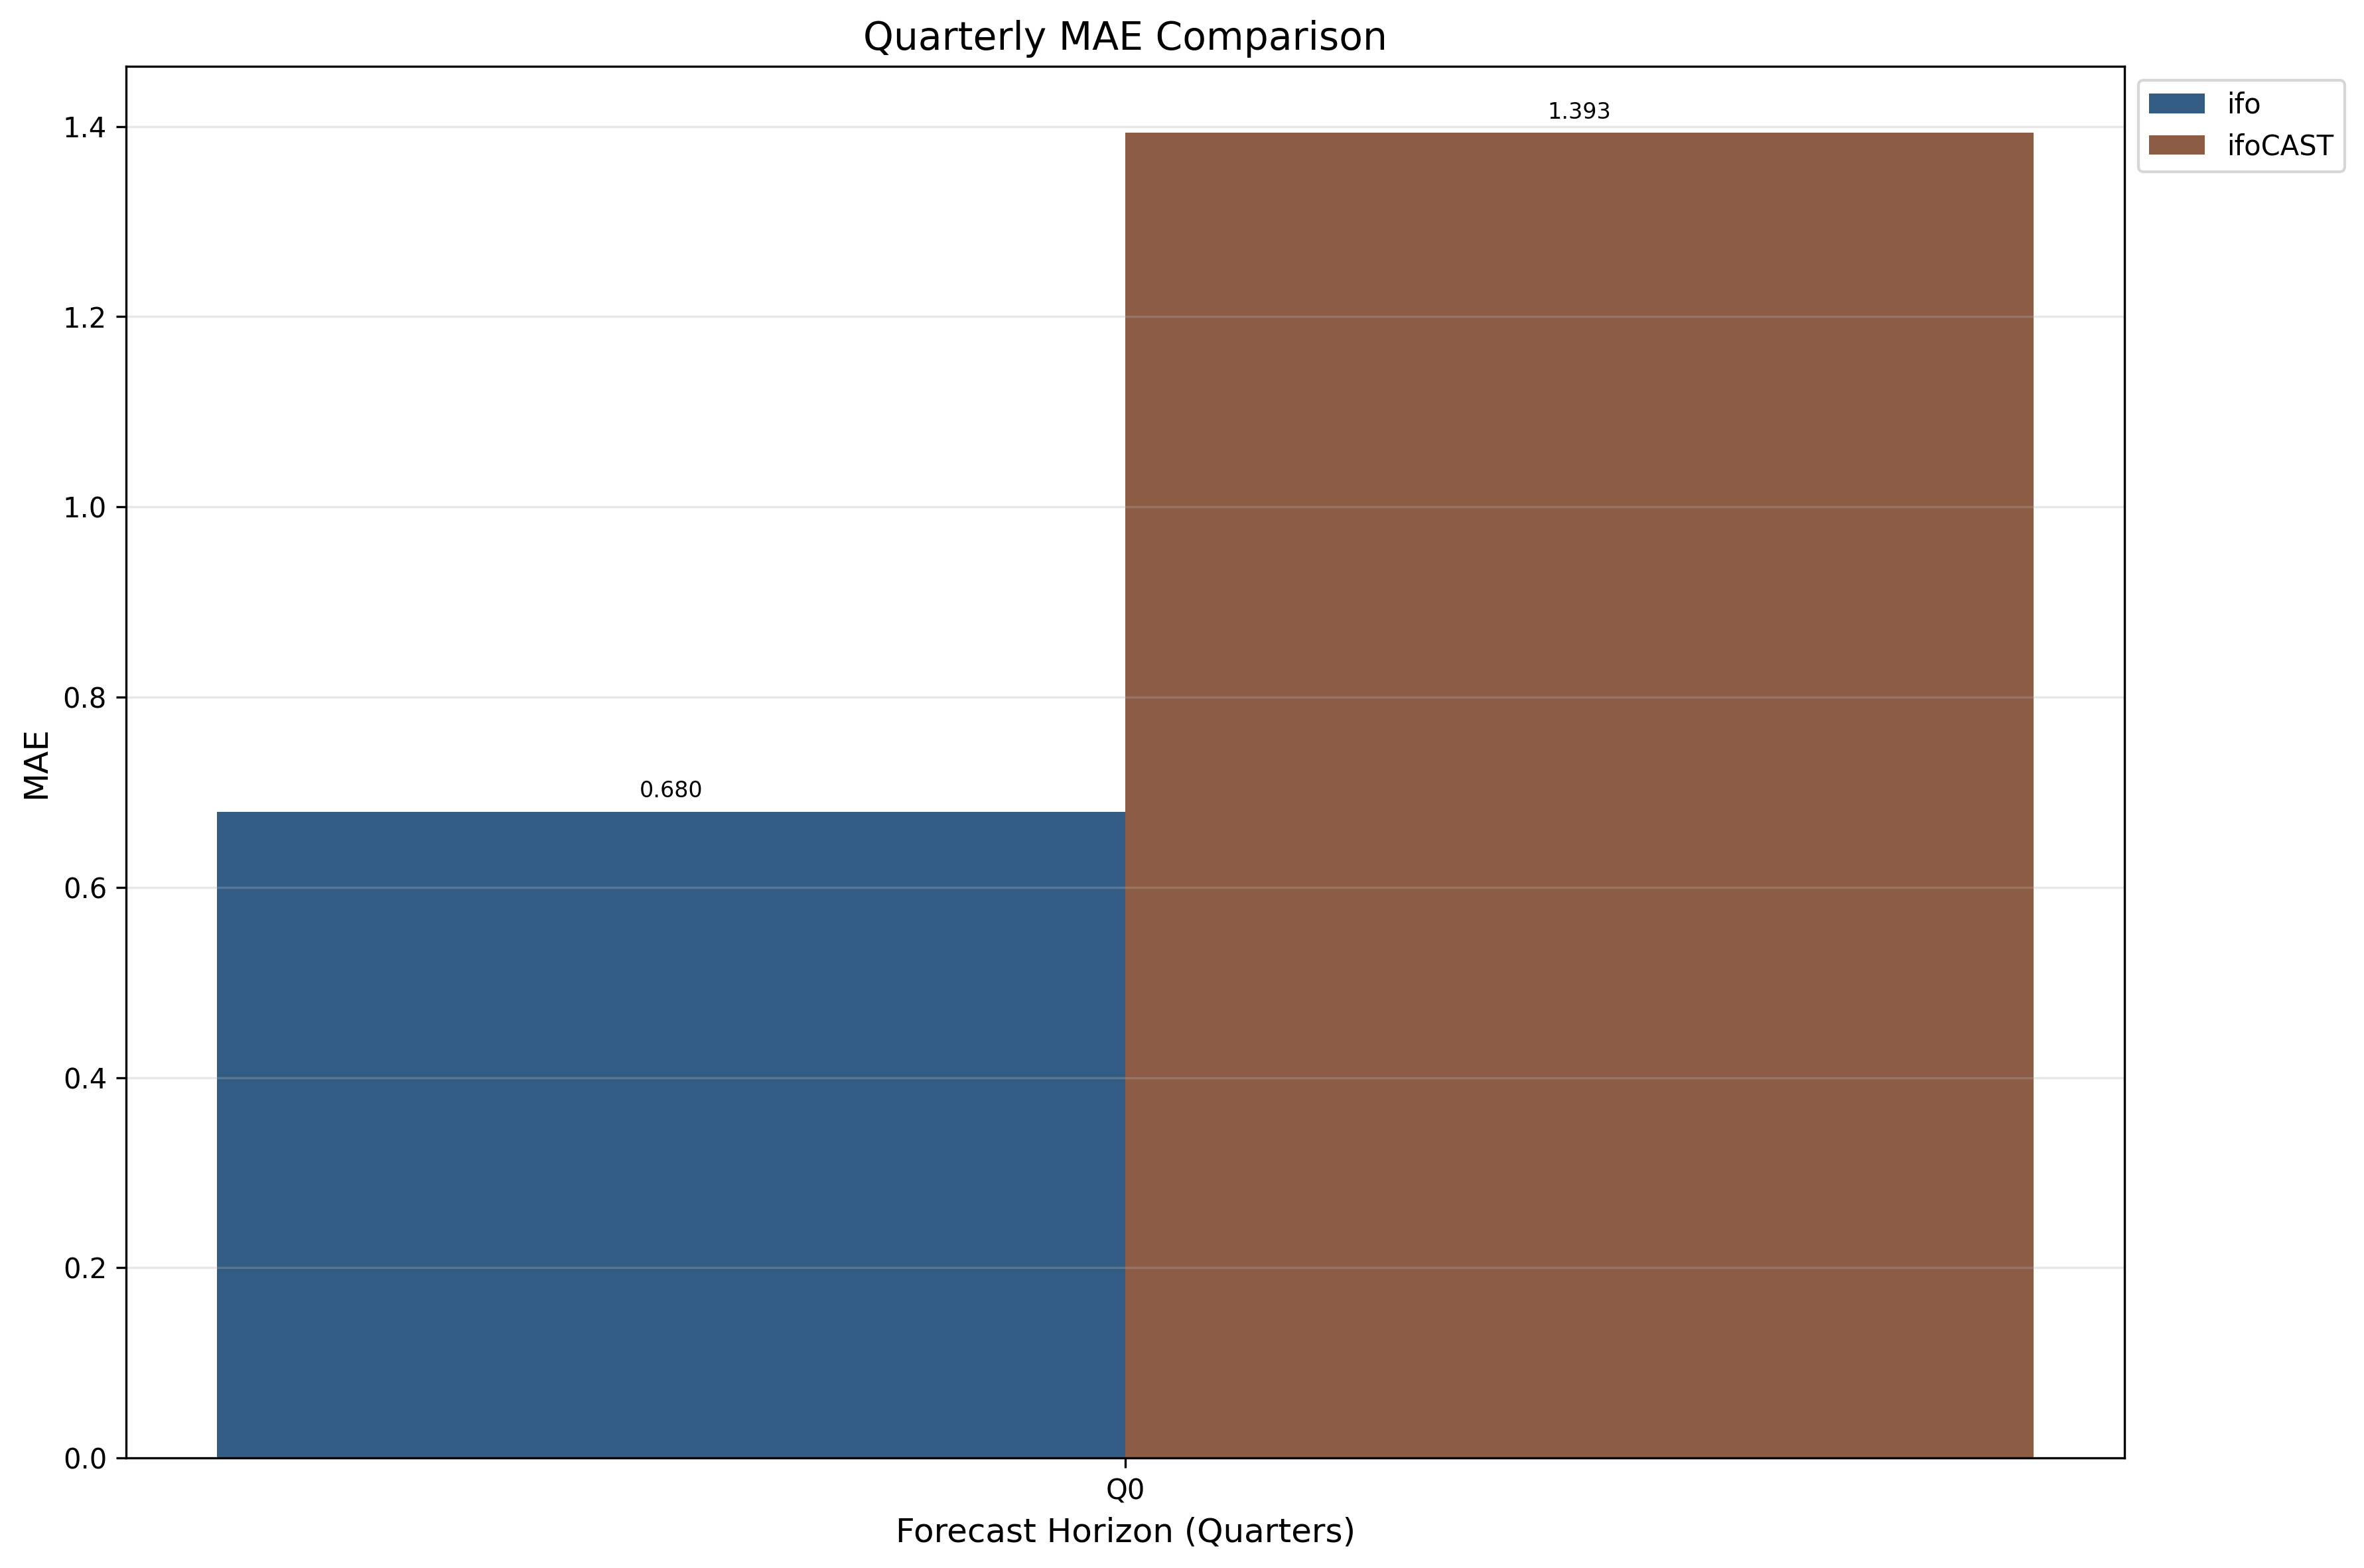 Quarterly MAE Comparison
ifo
ifoCAST
1.393
0.680
MAE
1.4
1.2
1.0
0.8
0.6
0.4
0.2
0.0
Q0
Forecast Horizon (Quarters)